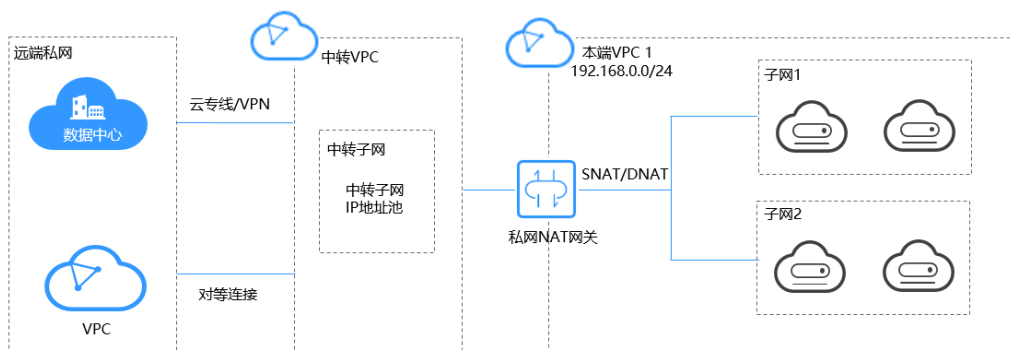 远端私网
数据中心
云专线/VPN
VPC
对等连接
中转VPC
中转子网
中转子网
IP地址池
私网NAT网关
本端VPC 1
192.168.0.0/24
SNAT/DNAT
子网1
子网2